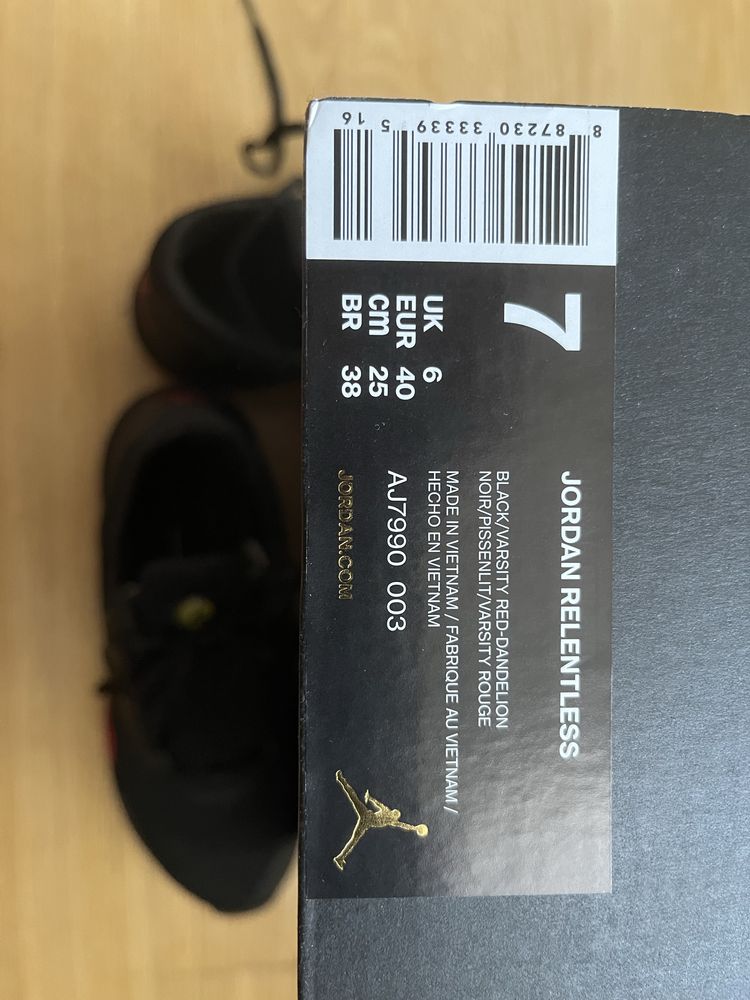 JORDAN RELENTLESS
BLACK/VARSITY RED-DANDELION
NOIR/PISSENLIT/VARSITY ROUGE
MADE IN VIETNAM / FABRIQUE AU VIETNAM /
HECHO EN VIETNAM
AJ7990 003
JORDAN.COM
7
UK 6
EUR 40
cm 25
BR 38
8 87230 33339 5 16